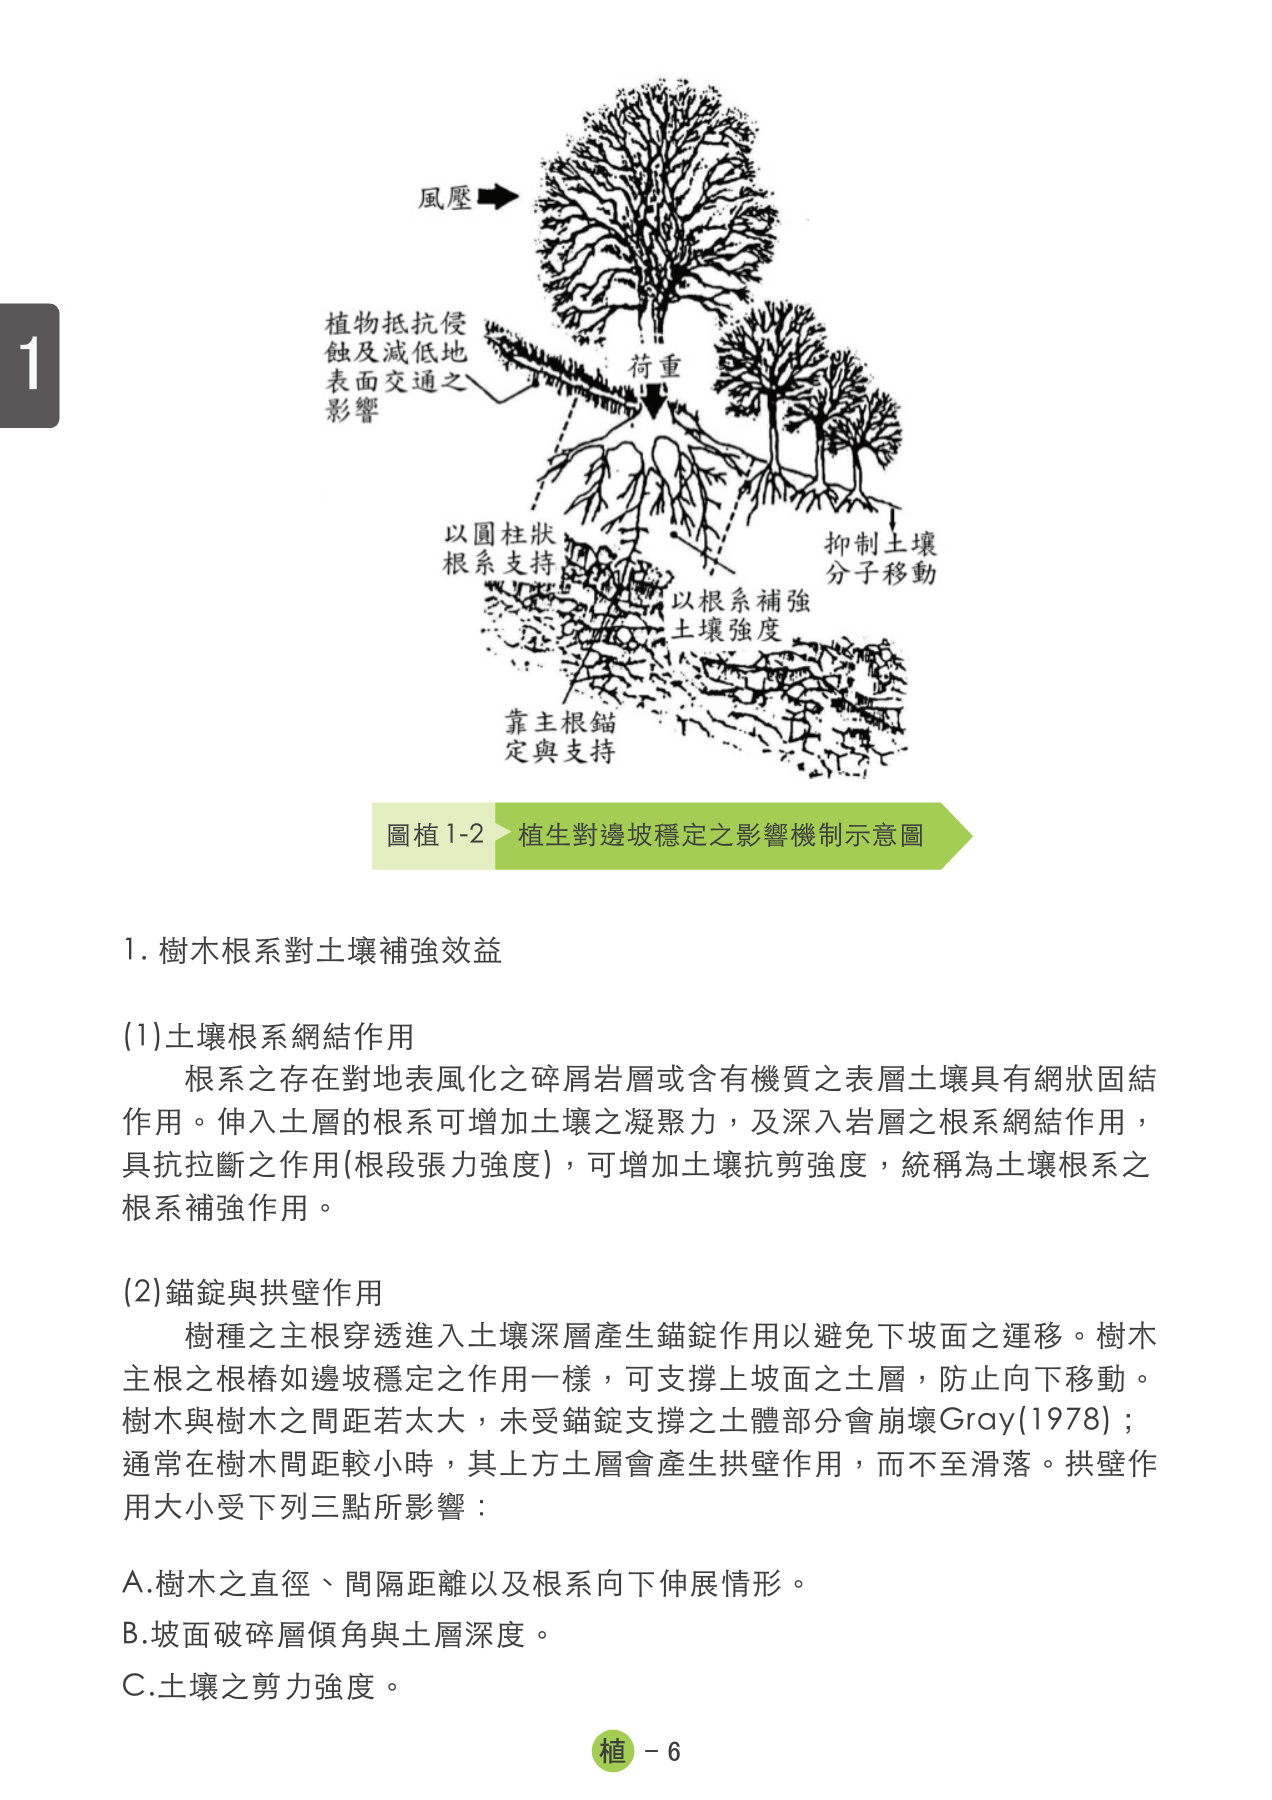 風壓
1
植物抵抗侵
蝕及減低地
表面交通之
影響
荷重
以圓柱狀
根系支持
抑制土壤
分子移動
以根系補強
土壤強度
靠主根錨
定與支持
圖植1-2 植生對邊坡穩定之影響機制示意圖
1. 樹木根系對土壤補強效益
(1)土壤根系網結作用
根系之存在對地表風化之碎屑岩層或含有機質之表層土壤具有網狀固結
作用。伸入土層的根系可增加土壤之凝聚力，及深入岩層之根系網結作用，
具抗拉斷之作用(根段張力強度)，可增加土壤抗剪強度，統稱為土壤根系之
根系補強作用。
(2)錨錠與拱壁作用
樹種之主根穿透進入土壤深層產生錨錠作用以避免下坡面之運移。樹木
主根之根樁如邊坡穩定之作用一樣，可支撐上坡面之土層，防止向下移動。
樹木與樹木之間距若太大，未受錨錠支撐之土體部分會崩壞Gray(1978)；
通常在樹木間距較小時，其上方土層會產生拱壁作用，而不至滑落。拱壁作
用大小受下列三點所影響：
A.樹木之直徑、間隔距離以及根系向下伸展情形。
B.坡面破碎層傾角與土層深度。
C.土壤之剪力強度。
植 – 6